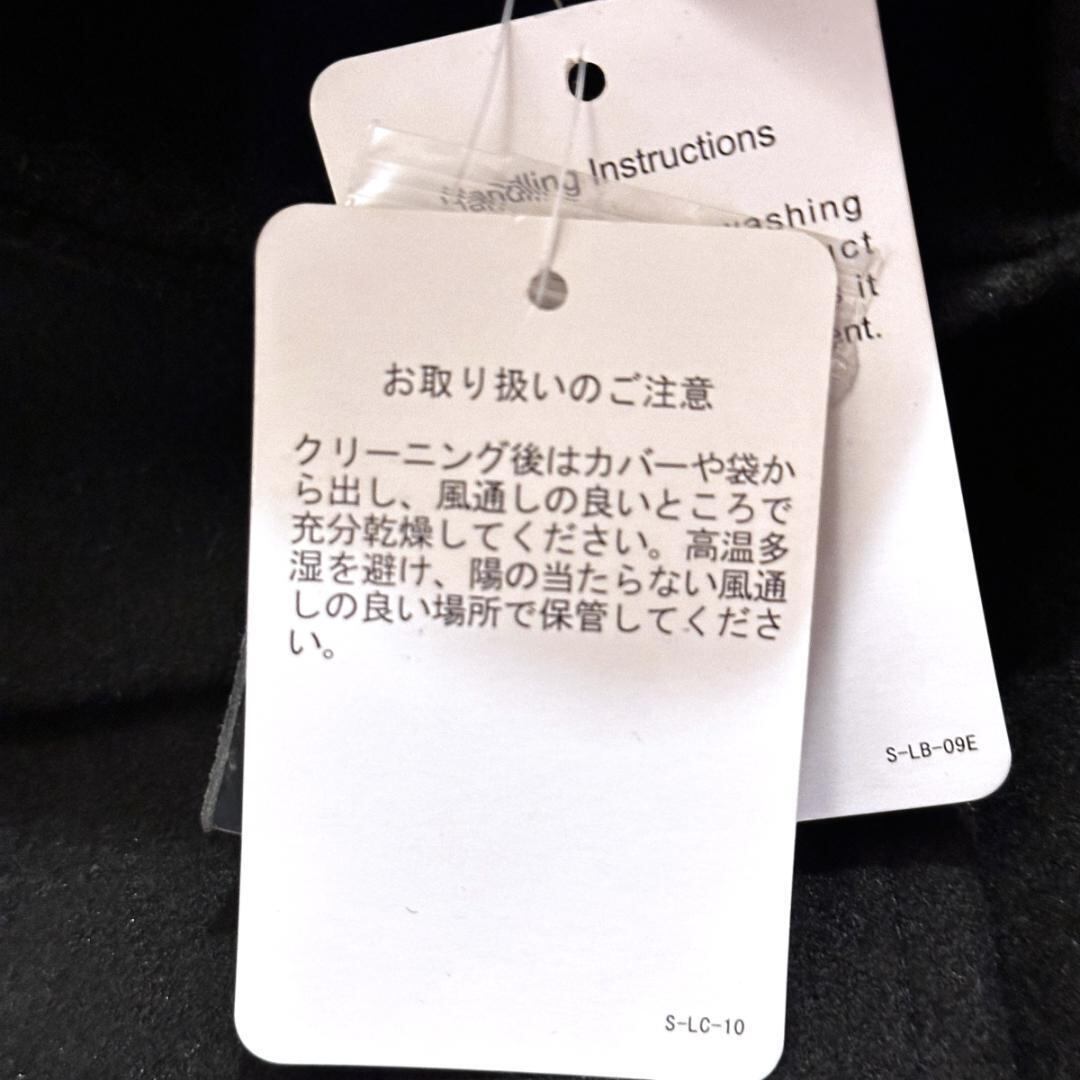 Handling Instructions
washing
it
お取り扱いのご注意
クリーニング後はカバーや袋か
ら出し、風通しの良いところで
充分乾燥してください。高温多
湿を避け、陽の当たらない風通
しの良い場所で保管してくださ
い。
S-LB-09E
S-LC-10